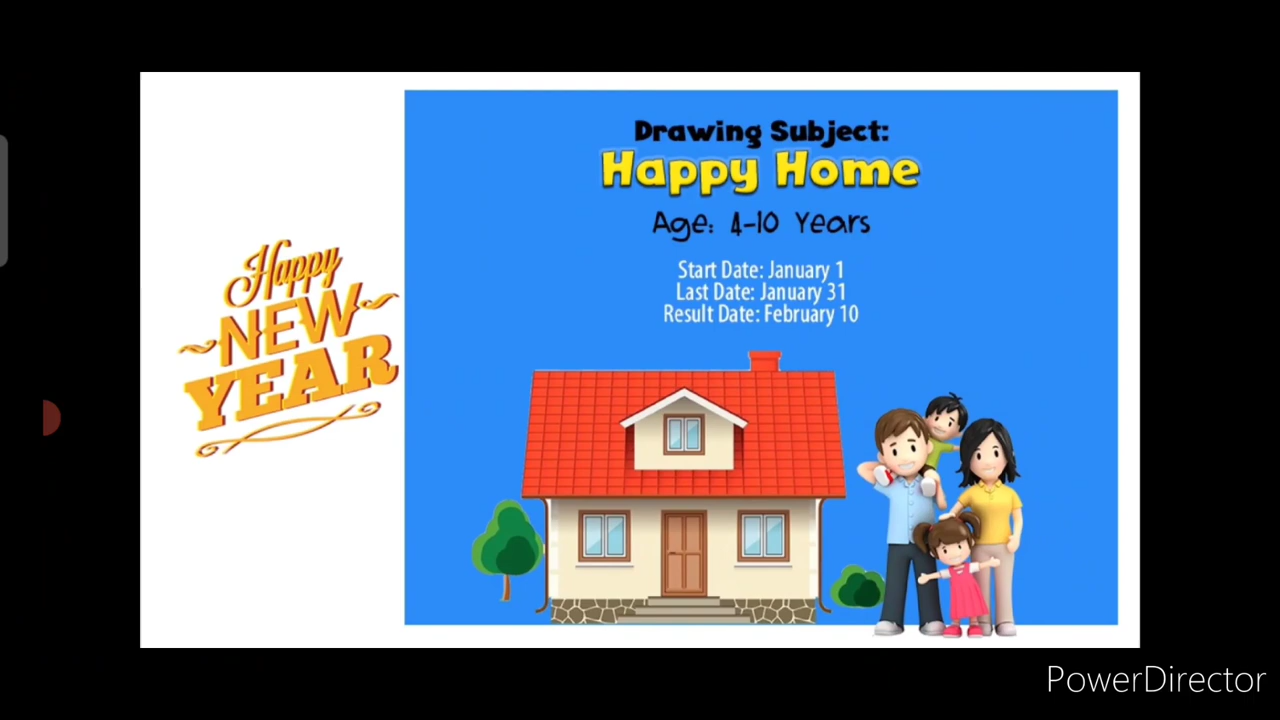 Happy
NEW
YEAR
Drawing Subject:
Happy Home
Age: 4-10 Years
Start Date: January 1
Last Date: January 31
Result Date: February 10
PowerDirector